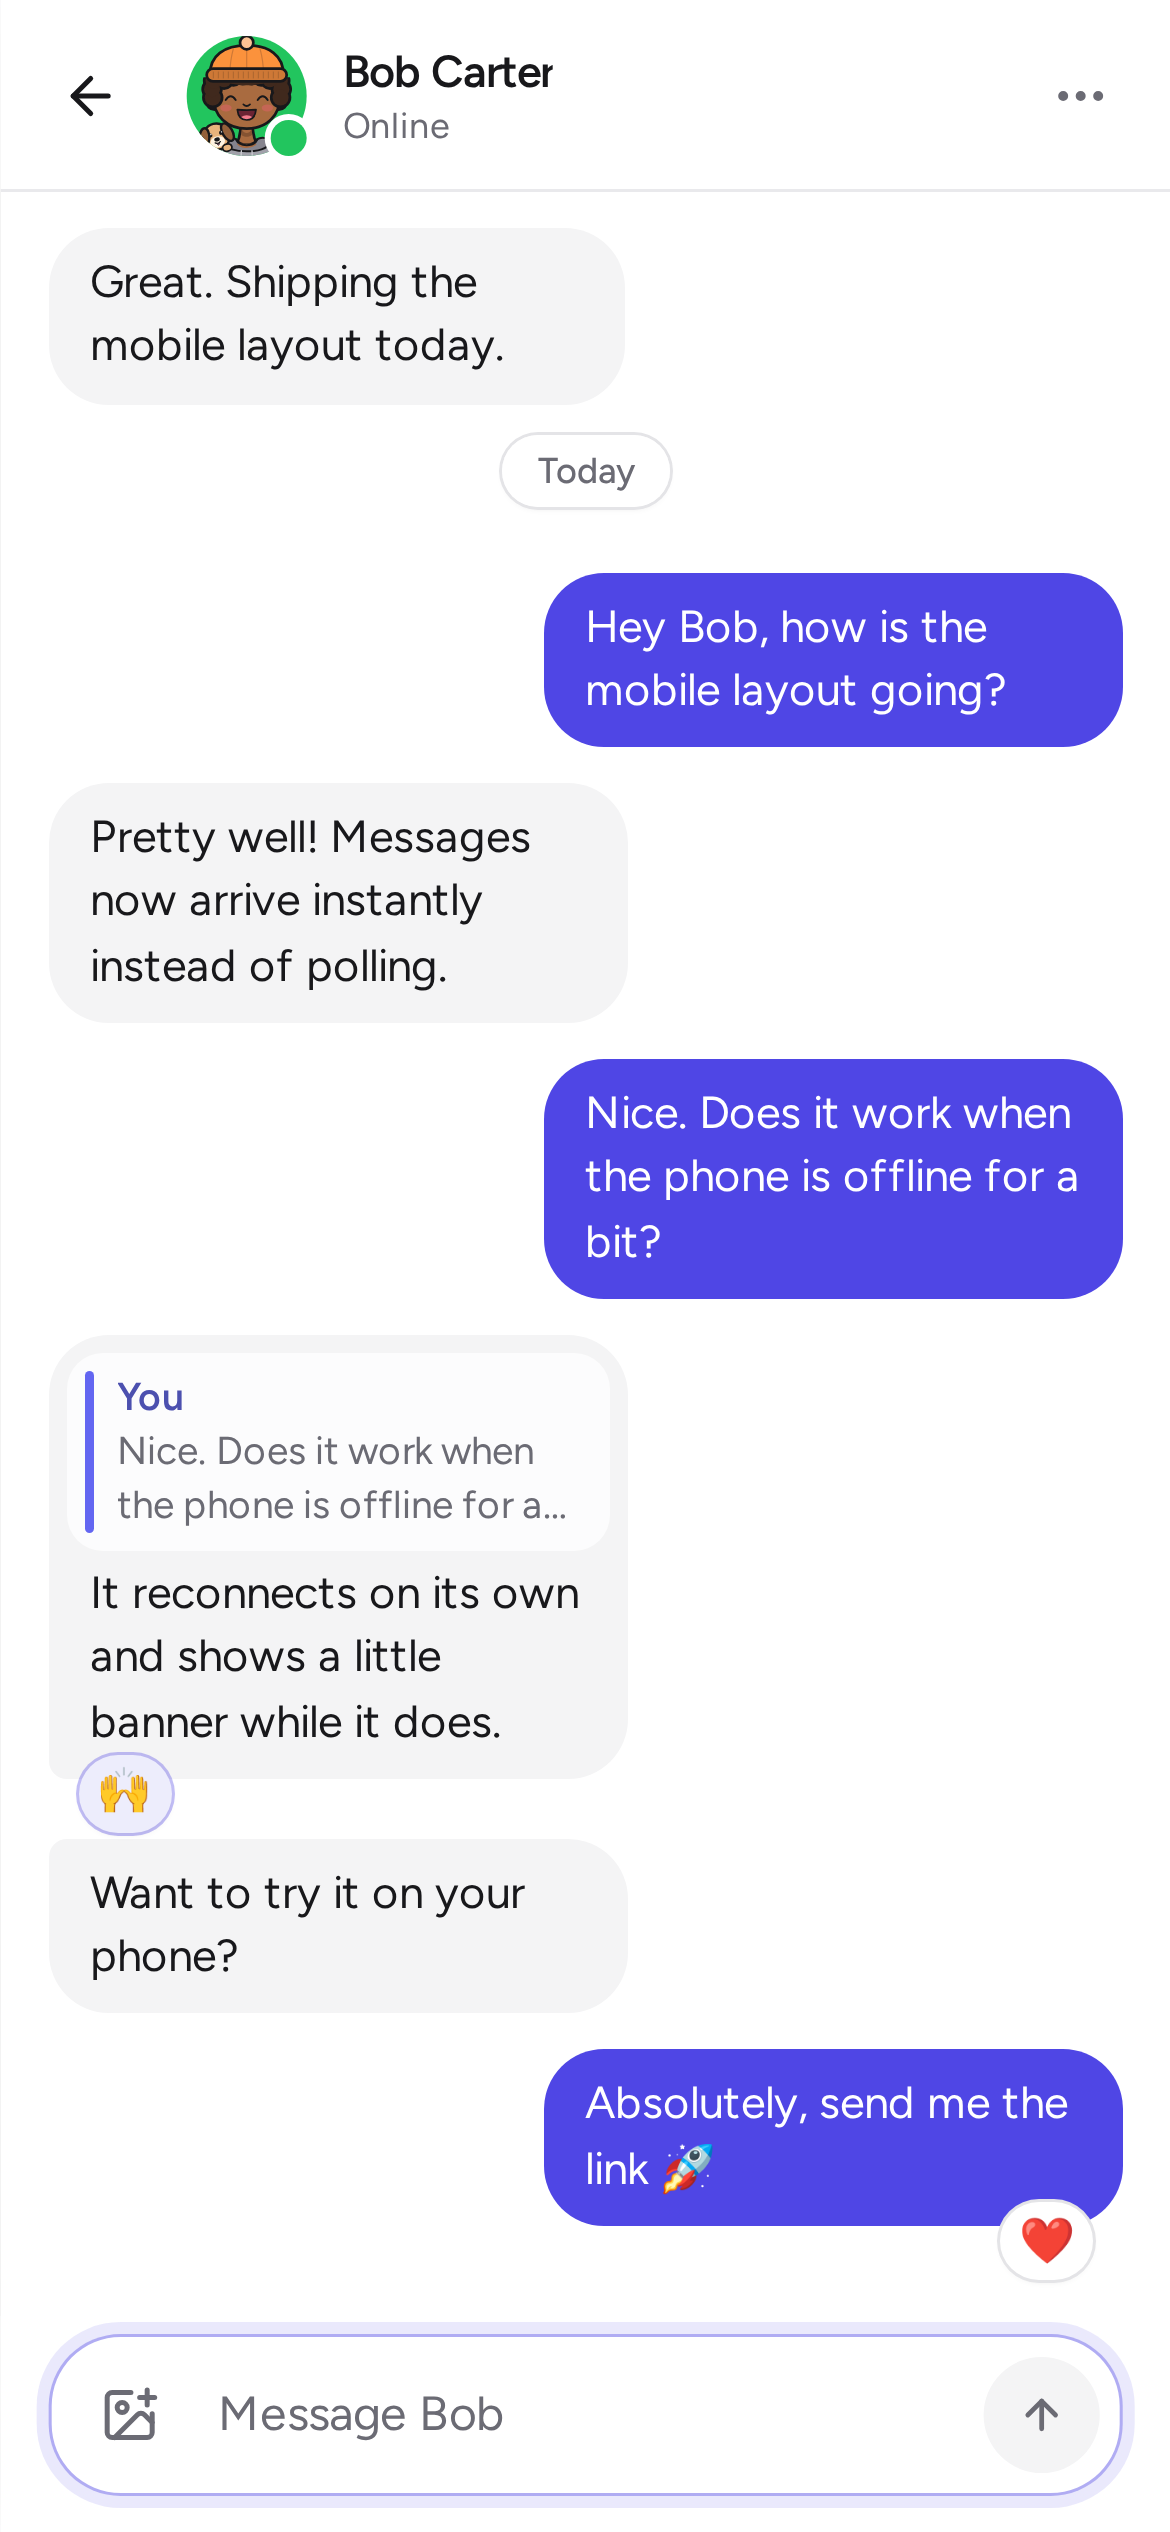 Bob Carter
Online
Great. Shipping the
mobile layout today.
Today
Hey Bob, how is the
mobile layout going?
Pretty well! Messages
now arrive instantly
instead of polling.
Nice. Does it work when
the phone is offline for a
bit?
You
Nice. Does it work when
the phone is offline for a...
It reconnects on its own
and shows a little
banner while it does.
🙌
Want to try it on your
phone?
Absolutely, send me the
link 🚀
❤️
Message Bob